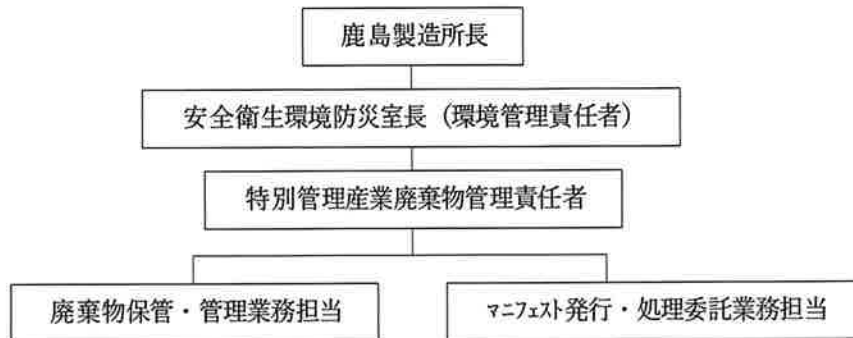 鹿島製造所長
安全衛生環境防災室長（環境管理責任者）
特別管理産業廃棄物管理責任者
廃棄物保管・管理業務担当
ﾏﾆﾌｪｽﾄ発行・処理委託業務担当